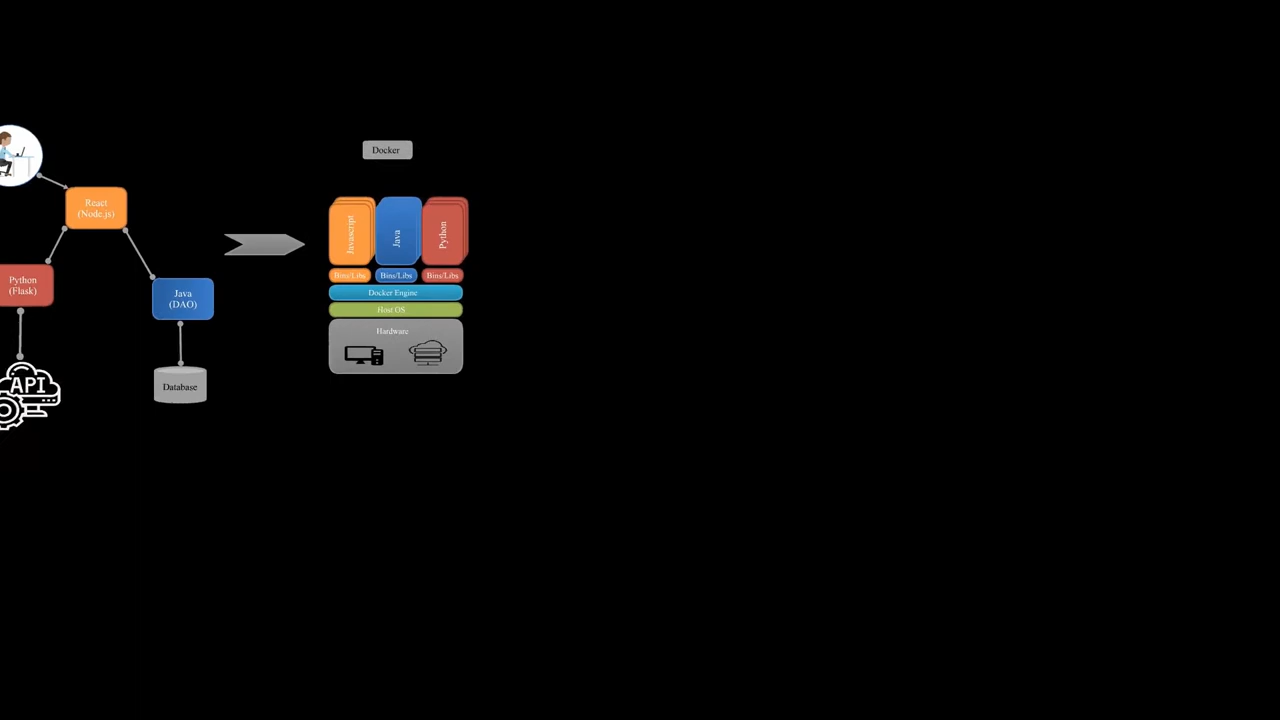 Docker
React
(Node.js)
Javascript
Java
Python
Bins/Libs
Bins/Libs
Bins/Libs
Python
(Flask)
Java
(DAO)
Docker Engine
Host OS
Hardware
API
Database